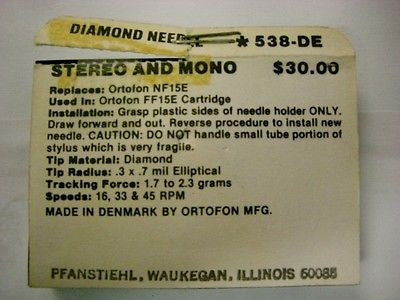 DIAMOND NEEDLE * 538-DE
STEREO AND MONO $30.00
Replaces: Ortofon NF15E
Used In: Ortofon FF15E Cartridge
Installation: Grasp plastic sides of needle holder ONLY.
Draw forward and out. Reverse procedure to install new
needle. CAUTION: DO NOT handle small tube portion of
stylus which is very fragile.
Tip Material: Diamond
Tip Radius: .3 x .7 mil Elliptical
Tracking Force: 1.7 to 2.3 grams
Speeds: 16, 33 & 45 RPM
MADE IN DENMARK BY ORTOFON MFG.
PFANSTIEHL, WAUKEGAN, ILLINOIS 60085